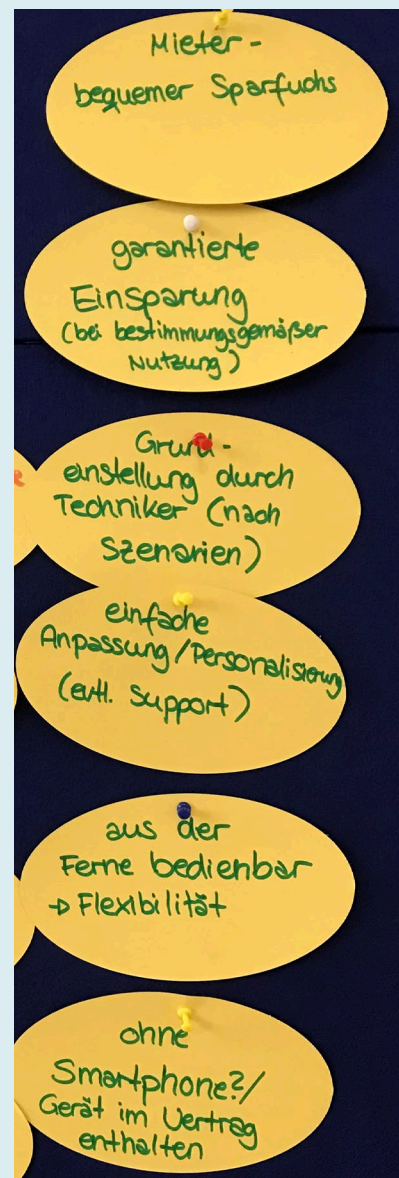 Mieter -
bequemer Sparfuchs
garantierte
Einsparung
(bei bestimmungsgemäßer
Nutzung)
Grund-
einstellung durch
Techniker (nach
Szenarien)
einfache
Anpassung/Personalisierung
(evtl. Support)
aus der
Ferne bedienbar
→ Flexibilität
ohne
Smartphone?/
Gerät im Vertrag
enthalten